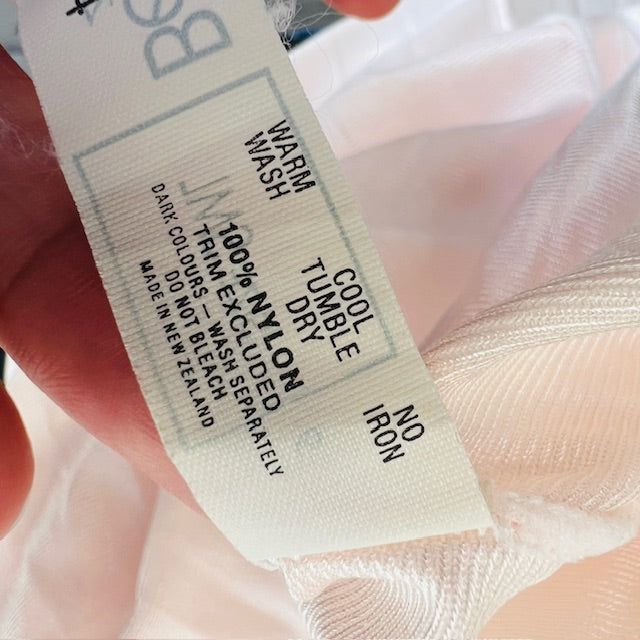 WARM
WASH
COOL
TUMBLE
DRY
NO
IRON
100% NYLON
TRIM EXCLUDED
DARK COLOURS — WASH SEPARATELY
DO NOT BLEACH
MADE IN NEW ZEALAND